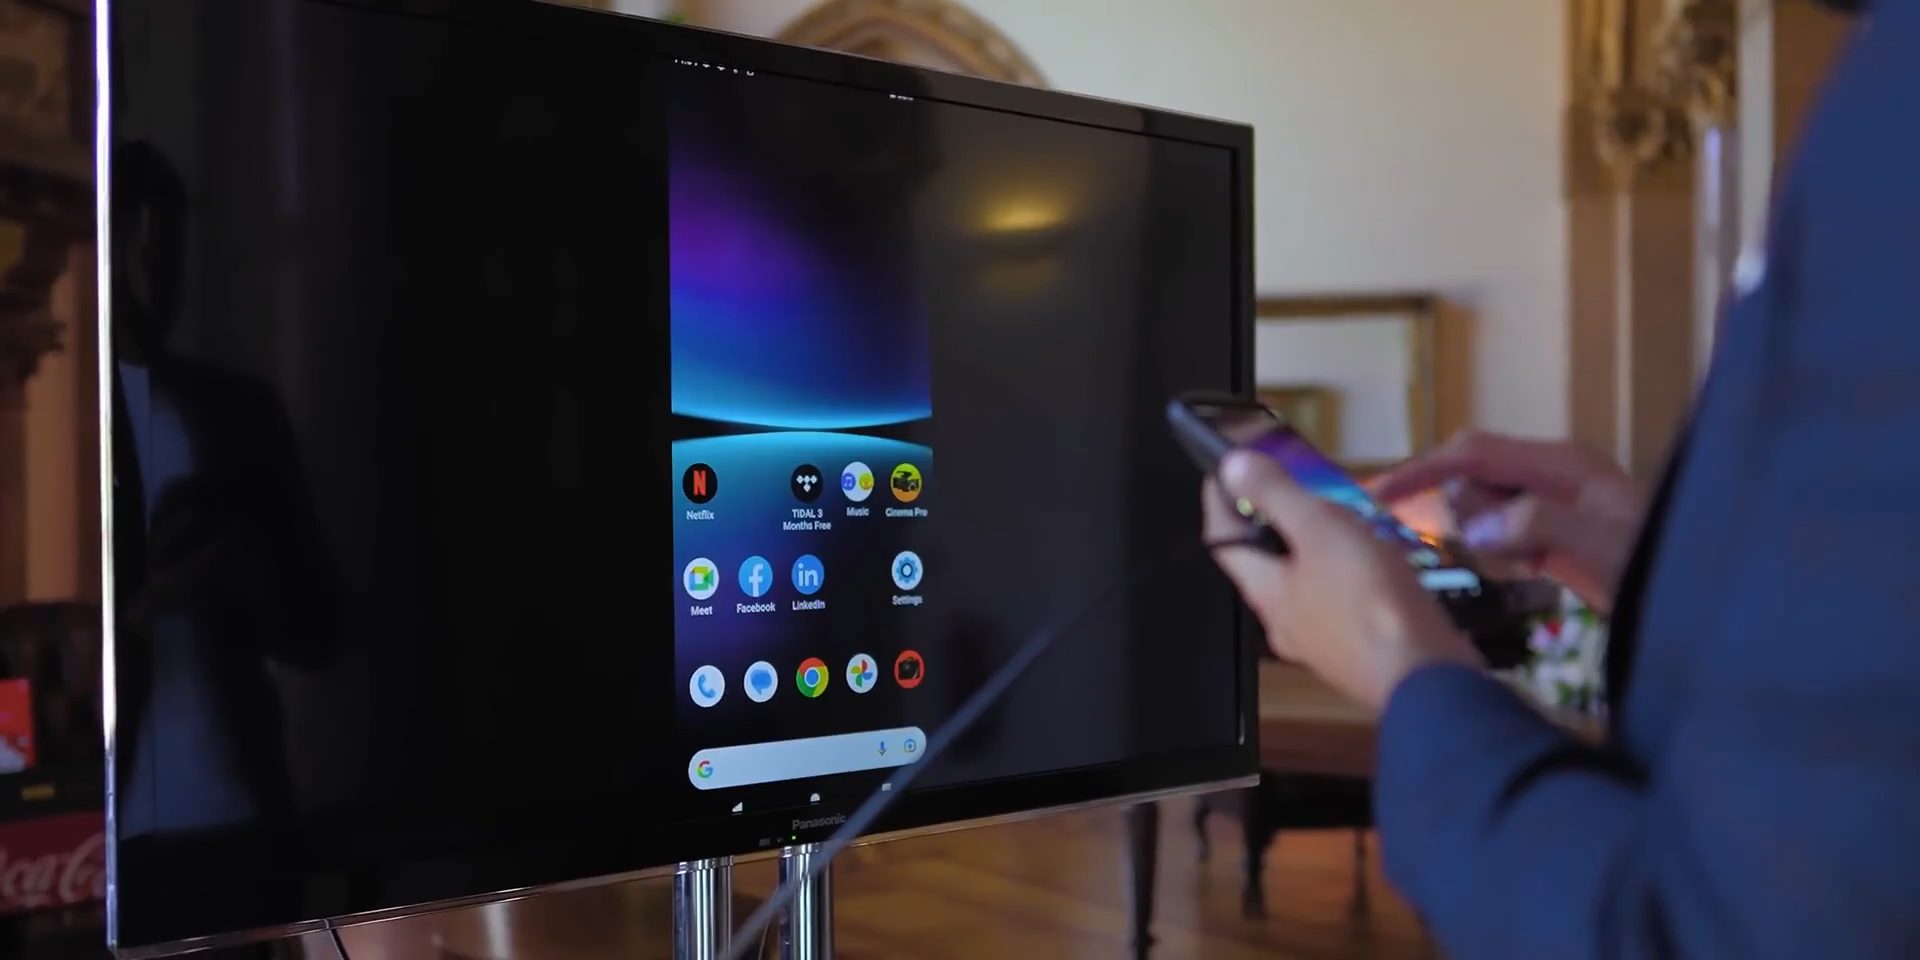 Netflix
TIDAL 3
Months Free
Music
Cinema Pro
Meet
Facebook
LinkedIn
Settings
Panasonic